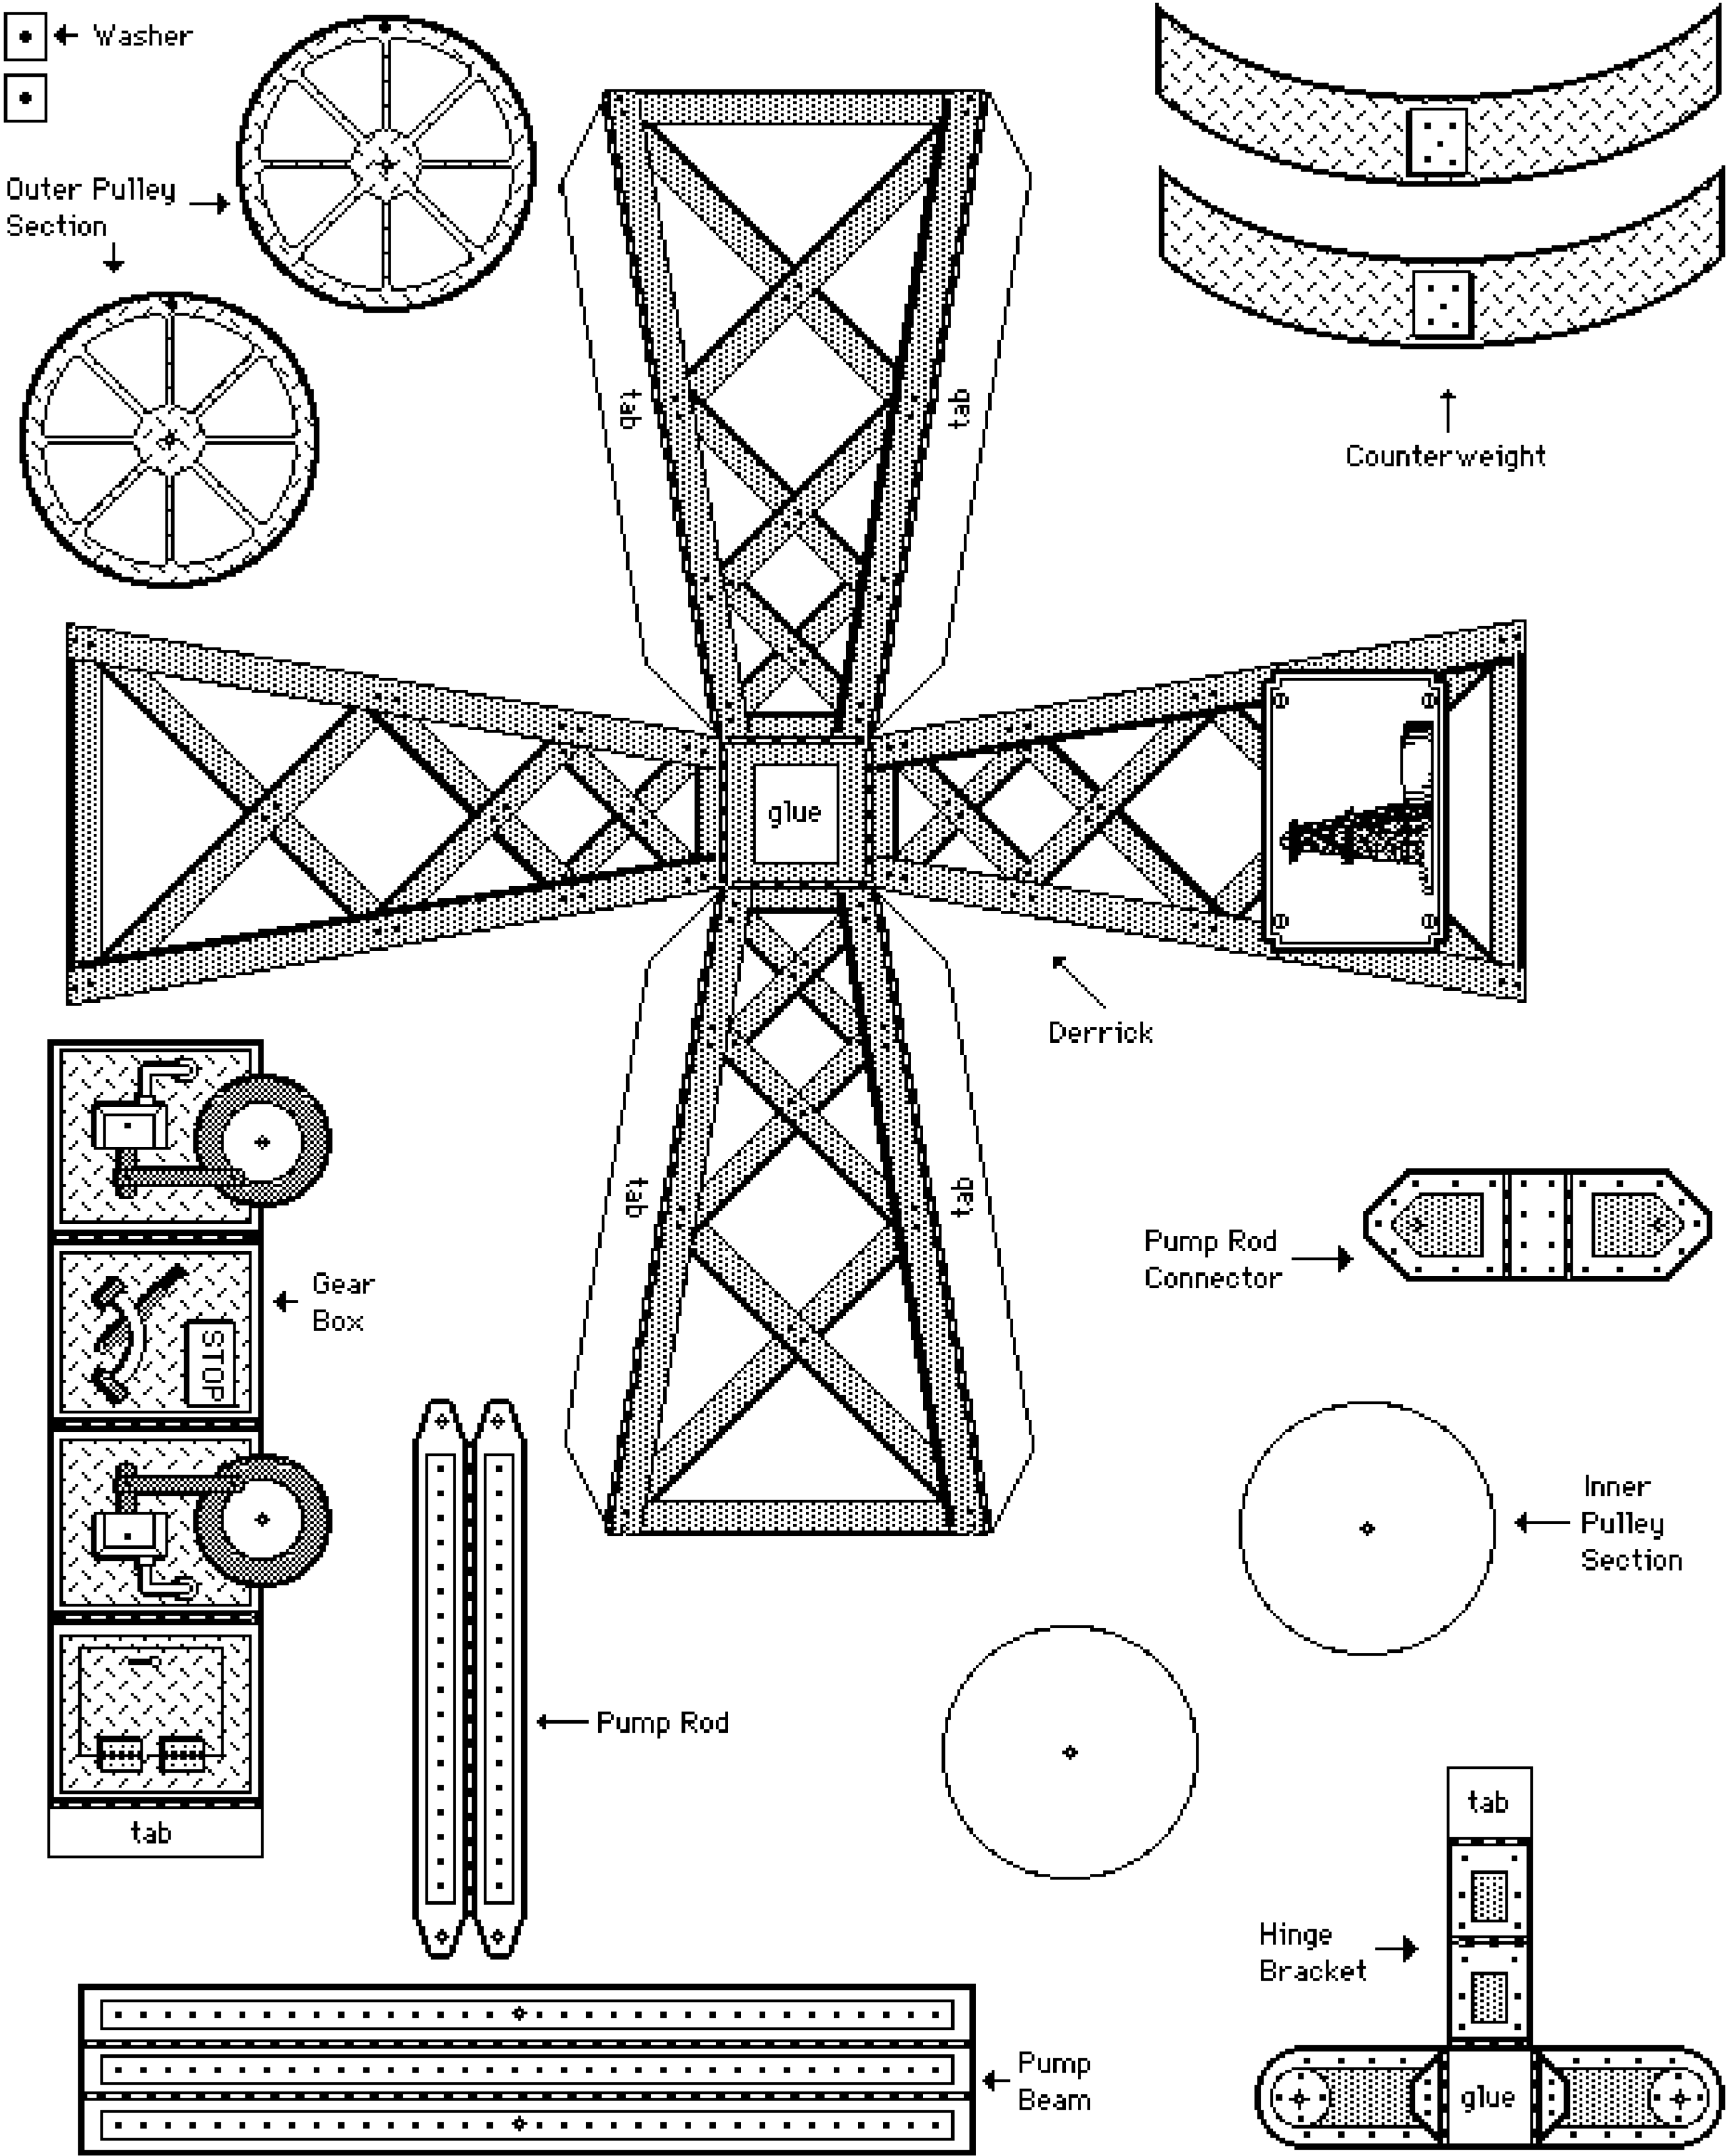 Washer
Outer Pulley
Section
tab
tab
Counterweight
glue
Derrick
tab
tab
Pump Rod
Connector
Gear
Box
STOP
Inner
Pulley
Section
Pump Rod
tab
tab
Hinge
Bracket
Pump
Beam
glue